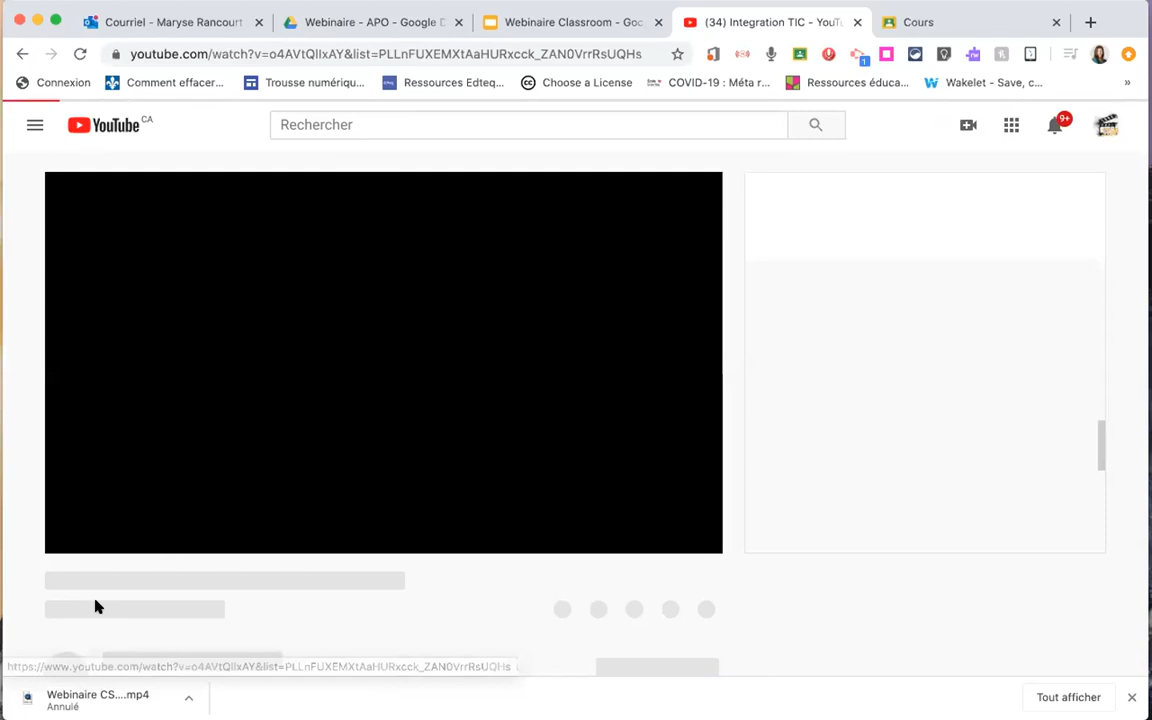 Courriel - Maryse Rancourt
Webinaire - APO - Google D
Webinaire Classroom - Goo
(34) Integration TIC - YouTu
Cours
youtube.com/watch?v=o4AVtQlIxAY&list=PLLnFUXEMXtAaHURxcck_ZAN0VrrRsUQHs
1
Connexion
Comment effacer...
Trousse numériqu...
Ressources Edteq...
Choose a License
COVID-19 : Méta r...
Ressources éduca...
Wakelet - Save, c...
»
YouTube CA
Rechercher
9+
https://www.youtube.com/watch?v=o4AVtQlIxAY&list=PLLnFUXEMXtAaHURxcck_ZAN0VrrRsUQHs
Webinaire CS....mp4
Annulé
Tout afficher